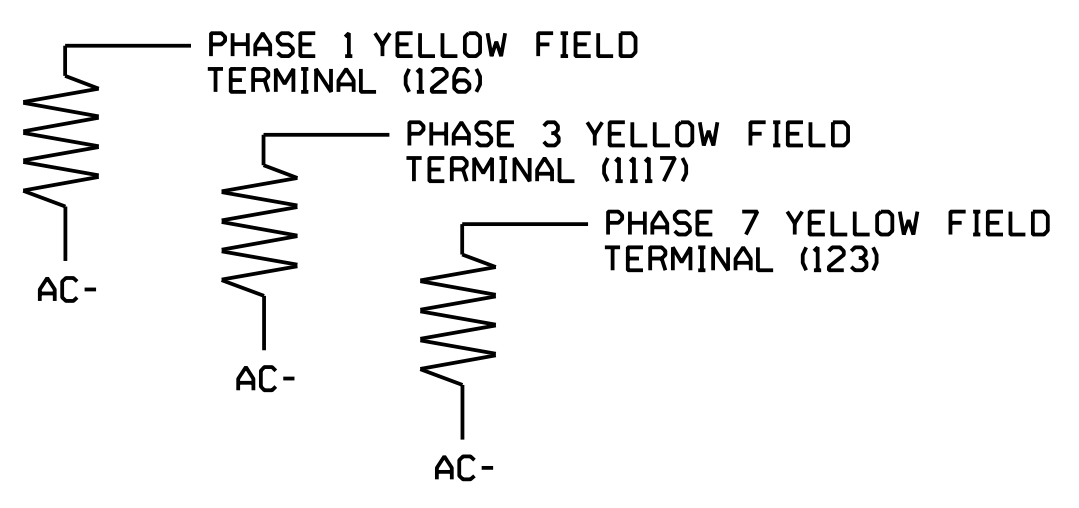 PHASE 1 YELLOW FIELD
TERMINAL (126)
PHASE 3 YELLOW FIELD
TERMINAL (1117)
PHASE 7 YELLOW FIELD
TERMINAL (123)
AC-
AC-
AC-